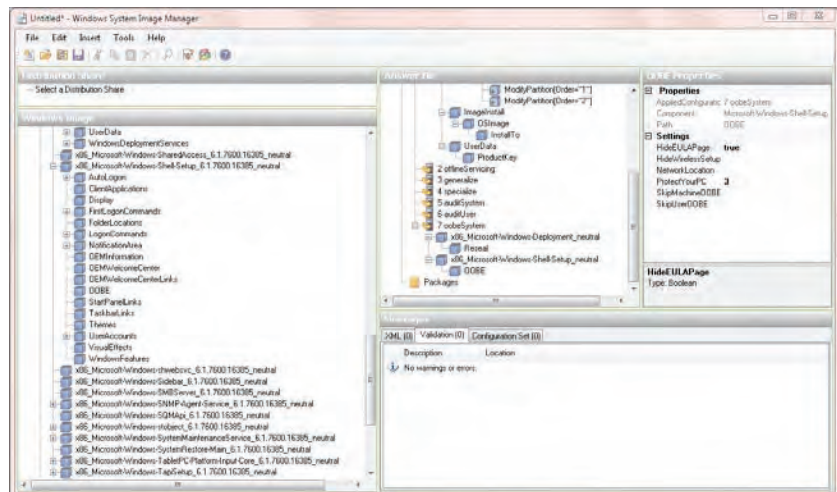 Untitled* - Windows System Image Manager
File Edit Insert Tools Help
Distribution Share
Select a Distribution Share
Windows Image
UserData
WindowsDeploymentServices
x86_Microsoft-Windows-SharedAccess_6.1.7600.16385_neutral
x86_Microsoft-Windows-Shell-Setup_6.1.7600.16385_neutral
AutoLogon
ClientApplications
Display
FirstLogonCommands
FolderLocations
LogonCommands
NotificationArea
OEMInformation
OEMWelcomeCenter
OEMWelcomeCenterLinks
OOBE
StartPanelLinks
TaskbarLinks
Themes
UserAccounts
VisualEffects
WindowsFeatures
x86_Microsoft-Windows-shwebsvc_6.1.7600.16385_neutral
x86_Microsoft-Windows-Sidebar_6.1.7600.16385_neutral
x86_Microsoft-Windows-SMBServer_6.1.7600.16385_neutral
x86_Microsoft-Windows-SNMP-Agent-Service_6.1.7600.16385_neutral
x86_Microsoft-Windows-SQMApi_6.1.7600.16385_neutral
x86_Microsoft-Windows-stobject_6.1.7600.16385_neutral
x86_Microsoft-Windows-SystemMaintenanceService_6.1.7600.16385_neutral
x86_Microsoft-Windows-SystemRestore-Main_6.1.7600.16385_neutral
x86_Microsoft-Windows-TabletPC-Platform-Input-Core_6.1.7600.16385_neutral
x86_Microsoft-Windows-TapiSetup_6.1.7600.16385_neutral
Answer File
ModifyPartition[Order="1"]
ModifyPartition[Order="2"]
ImageInstall
OSImage
InstallTo
UserData
ProductKey
2 offlineServicing
3 generalize
4 specialize
5 auditSystem
6 auditUser
7 oobeSystem
x86_Microsoft-Windows-Deployment_neutral
Reseal
x86_Microsoft-Windows-Shell-Setup_neutral
OOBE
Packages
OOBE Properties
Properties
AppliedConfiguratic 7 oobeSystem
Component Microsoft-Windows-Shell-Setup
Path OOBE
Settings
HideEULAPage true
HideWirelessSetup
NetworkLocation
ProtectYourPC 3
SkipMachineOOBE
SkipUserOOBE
HideEULAPage
Type: Boolean
Messages
XML (0) Validation (0) Configuration Set (0)
Description Location
No warnings or errors.